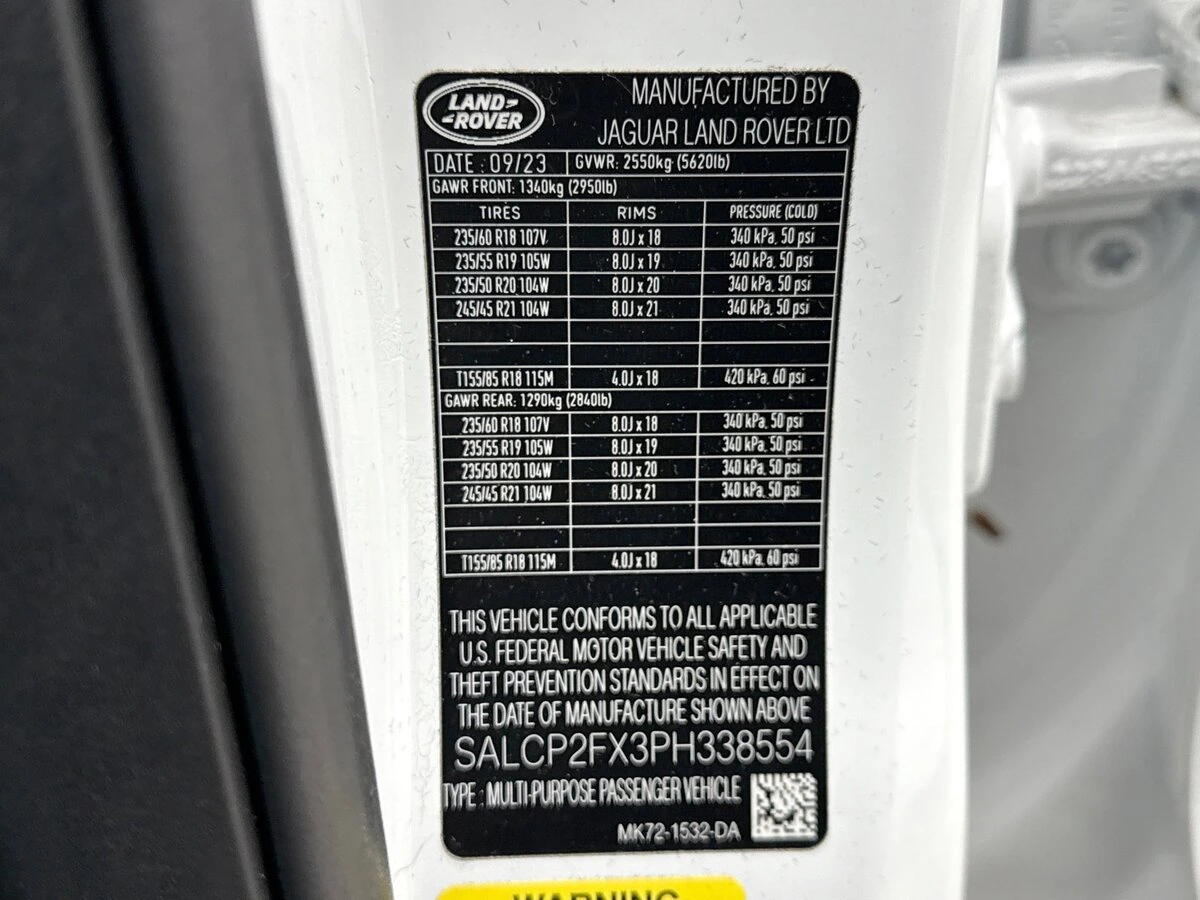 LAND-
-ROVER
MANUFACTURED BY
JAGUAR LAND ROVER LTD
DATE : 09/23 GVWR: 2550kg (5620lb)
GAWR FRONT: 1340kg (2950lb)
TIRES RIMS PRESSURE (COLD)
235/60 R18 107V 8.0J x 18 340 kPa, 50 psi
235/55 R19 105W 8.0J x 19 340 kPa, 50 psi
235/50 R20 104W 8.0J x 20 340 kPa, 50 psi
245/45 R21 104W 8.0J x 21 340 kPa, 50 psi
T155/85 R18 115M 4.0J x 18 420 kPa, 60 psi
GAWR REAR: 1290kg (2840lb)
235/60 R18 107V 8.0J x 18 340 kPa, 50 psi
235/55 R19 105W 8.0J x 19 340 kPa, 50 psi
235/50 R20 104W 8.0J x 20 340 kPa, 50 psi
245/45 R21 104W 8.0J x 21 340 kPa, 50 psi
T155/85 R18 115M 4.0J x 18 420 kPa, 60 psi
THIS VEHICLE CONFORMS TO ALL APPLICABLE
U.S. FEDERAL MOTOR VEHICLE SAFETY AND
THEFT PREVENTION STANDARDS IN EFFECT ON
THE DATE OF MANUFACTURE SHOWN ABOVE
SALCP2FX3PH338554
TYPE : MULTI-PURPOSE PASSENGER VEHICLE
MK72-1532-DA
WARNING